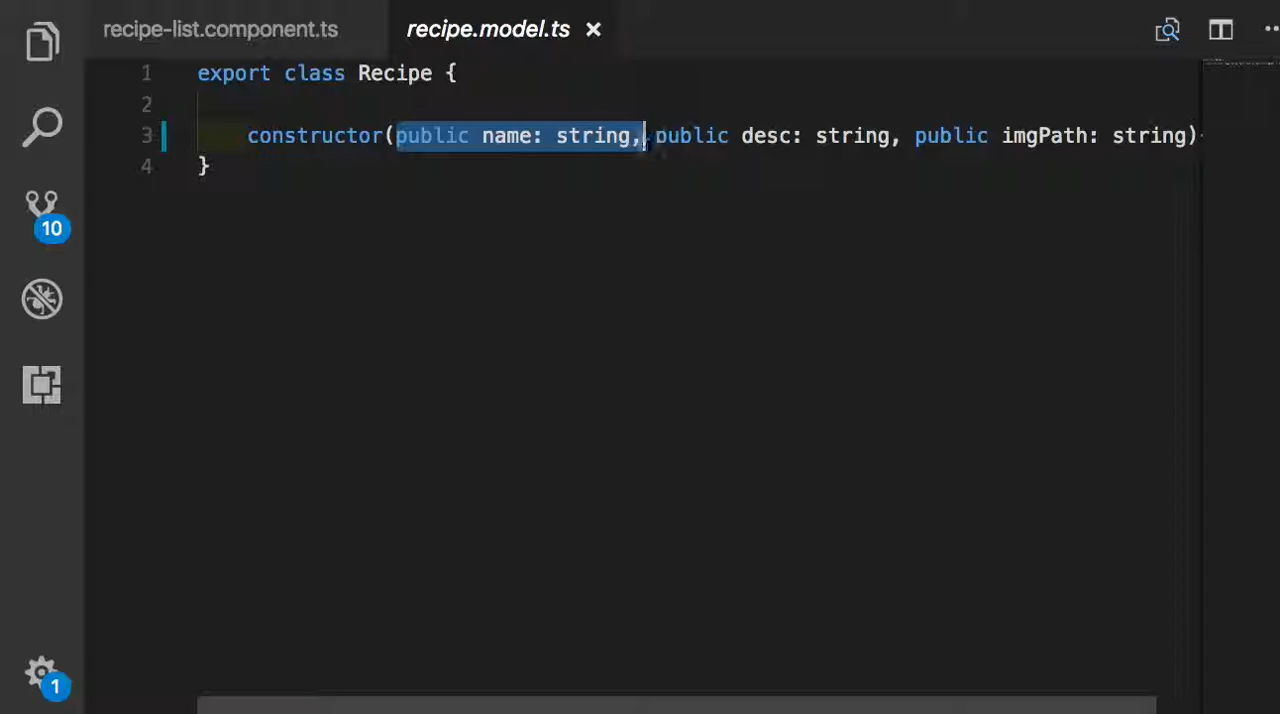 recipe-list.component.ts
recipe.model.ts
1 export class Recipe {
2
3 constructor(public name: string, public desc: string, public imgPath: string)
4 }
10
1